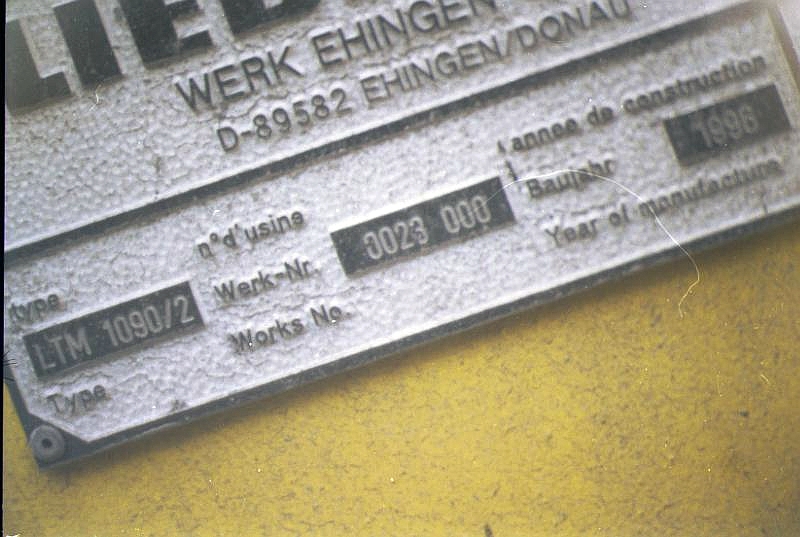 LIEB
WERK EHINGEN
D-89582 EHINGEN/DONAU
type
LTM 1090/2
Type
n°d'usine
Werk-Nr.
Works No.
0023 000
annee de construction
Baujahr
Year of manufacture
1996